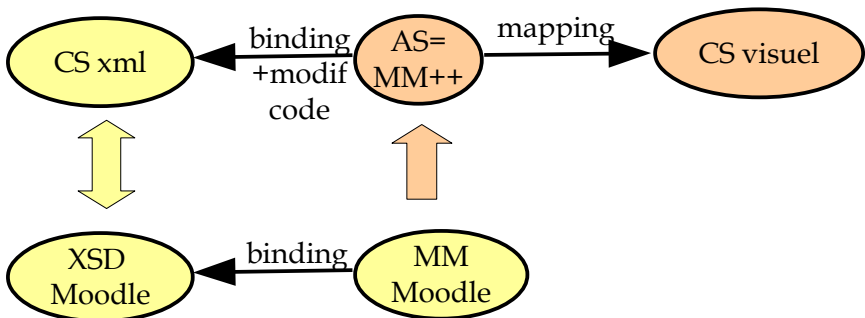 CS xml
binding
+modif
code
AS=
MM++
mapping
CS visuel
XSD
Moodle
binding
MM
Moodle